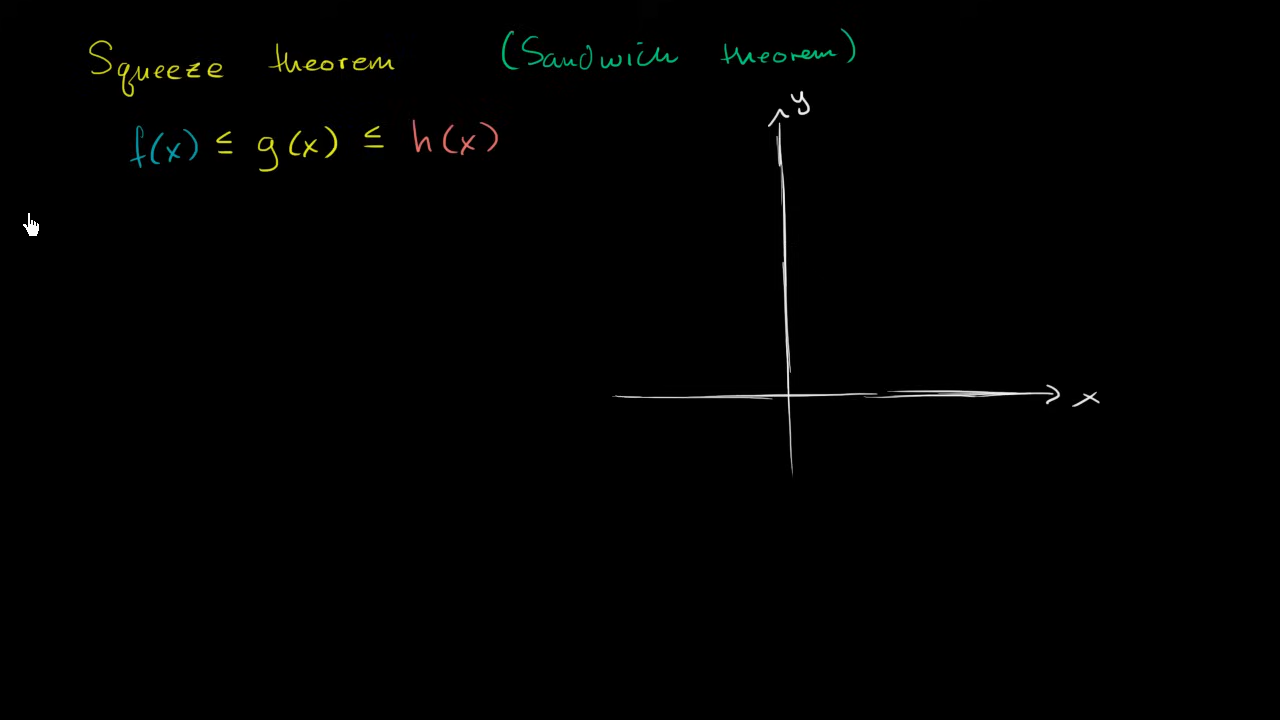 Squeeze theorem (Sandwich theorem)
f(x) ≤ g(x) ≤ h(x)
y
x